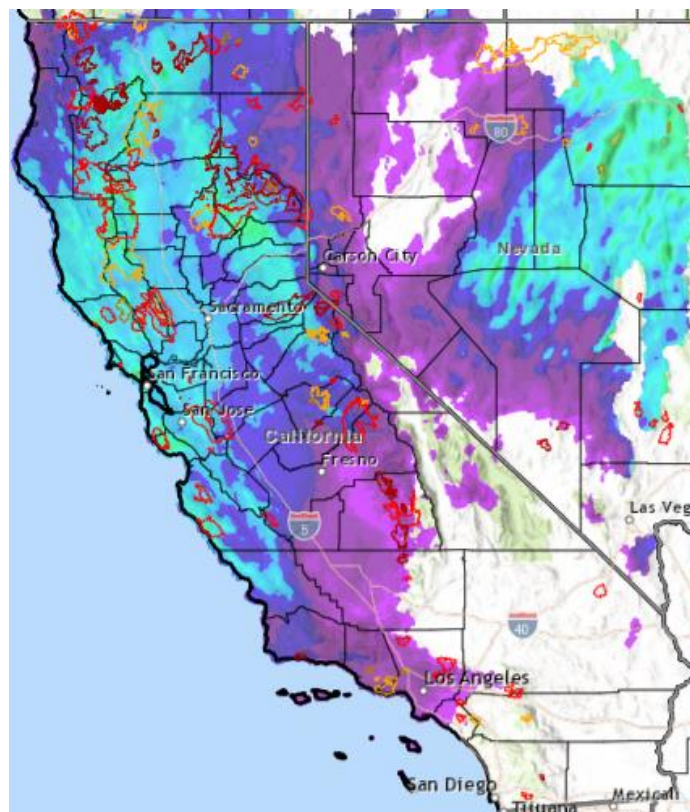 80
Nevada
Carson City
Sacramento
San Francisco
San Jose
California
Fresno
5
Las Veg
40
Los Angeles
San Diego
Tijuana
Mexicali